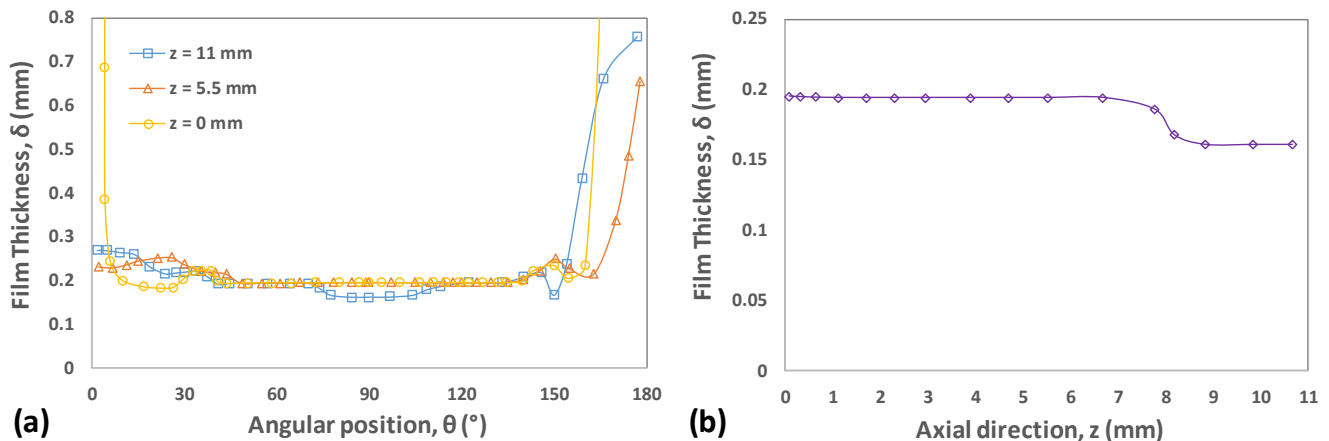 0.8
0.7
0.6
0.5
0.4
0.3
0.2
0.1
0
Film Thickness, δ (mm)
z = 11 mm
z = 5.5 mm
z = 0 mm
0 30 60 90 120 150 180
Angular position, θ (°)
(a)
0.25
0.2
0.15
0.1
0.05
0
Film Thickness, δ (mm)
0 1 2 3 4 5 6 7 8 9 10 11
Axial direction, z (mm)
(b)